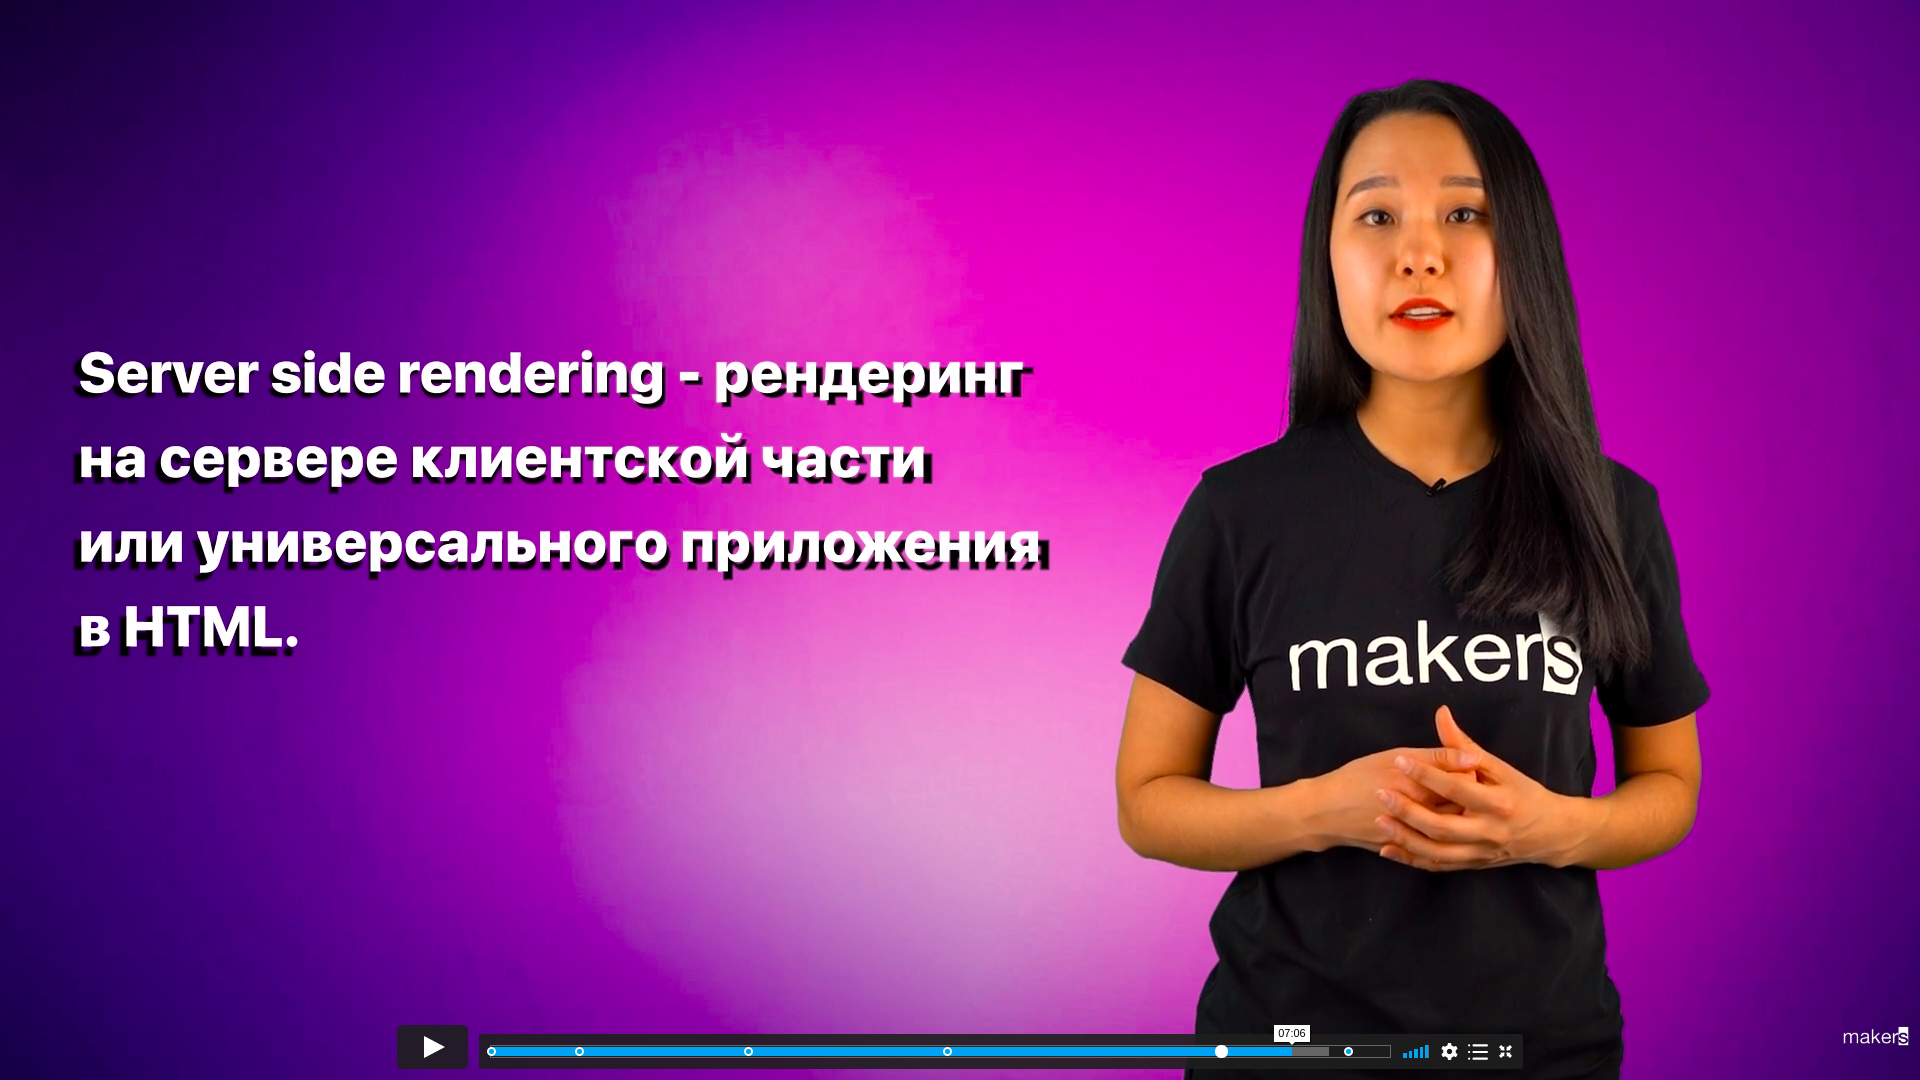 Server side rendering - рендеринг
на сервере клиентской части
или универсального приложения
в HTML.
makers
07:06
makers